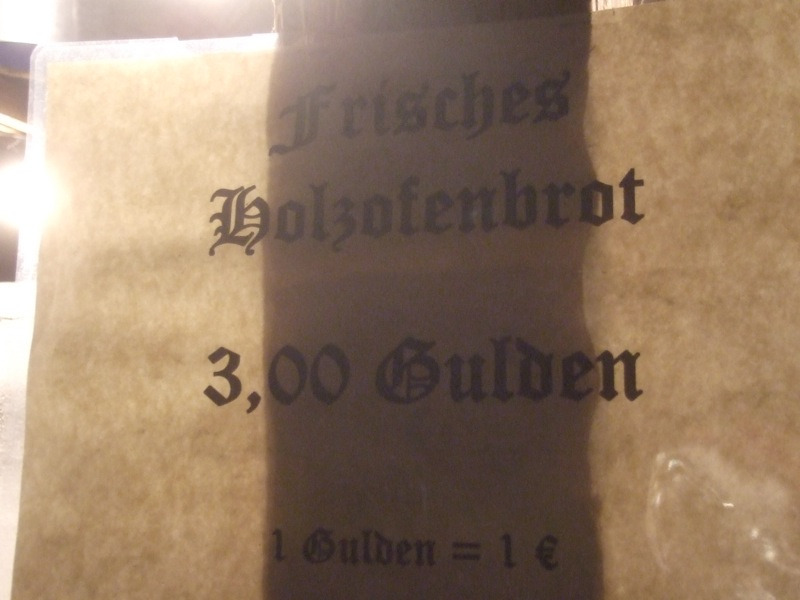 Frisches
Holzofenbrot
3,00 Gulden
1 Gulden = 1 €